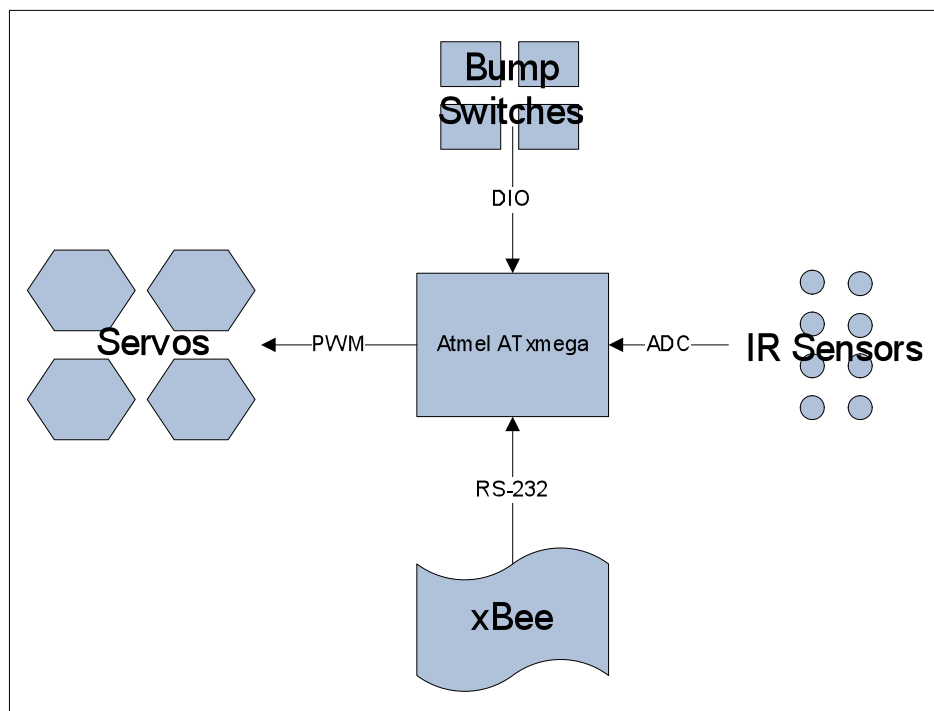 Bump
Switches
DIO
Servos
PWM
Atmel ATxmega
ADC
IR Sensors
RS-232
xBee